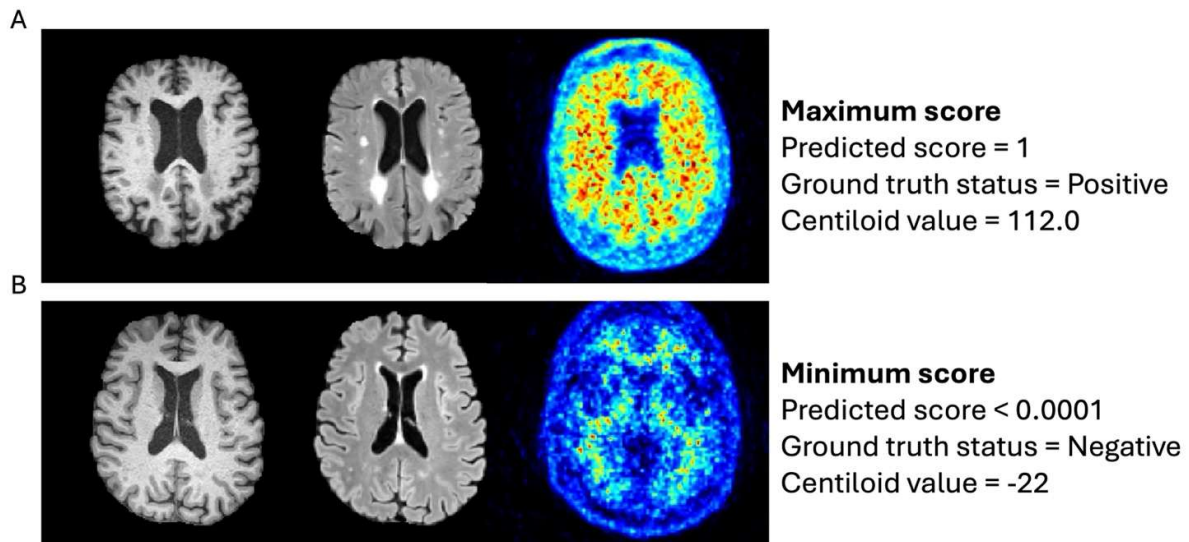 A
Maximum score
Predicted score = 1
Ground truth status = Positive
Centiloid value = 112.0
B
Minimum score
Predicted score < 0.0001
Ground truth status = Negative
Centiloid value = -22